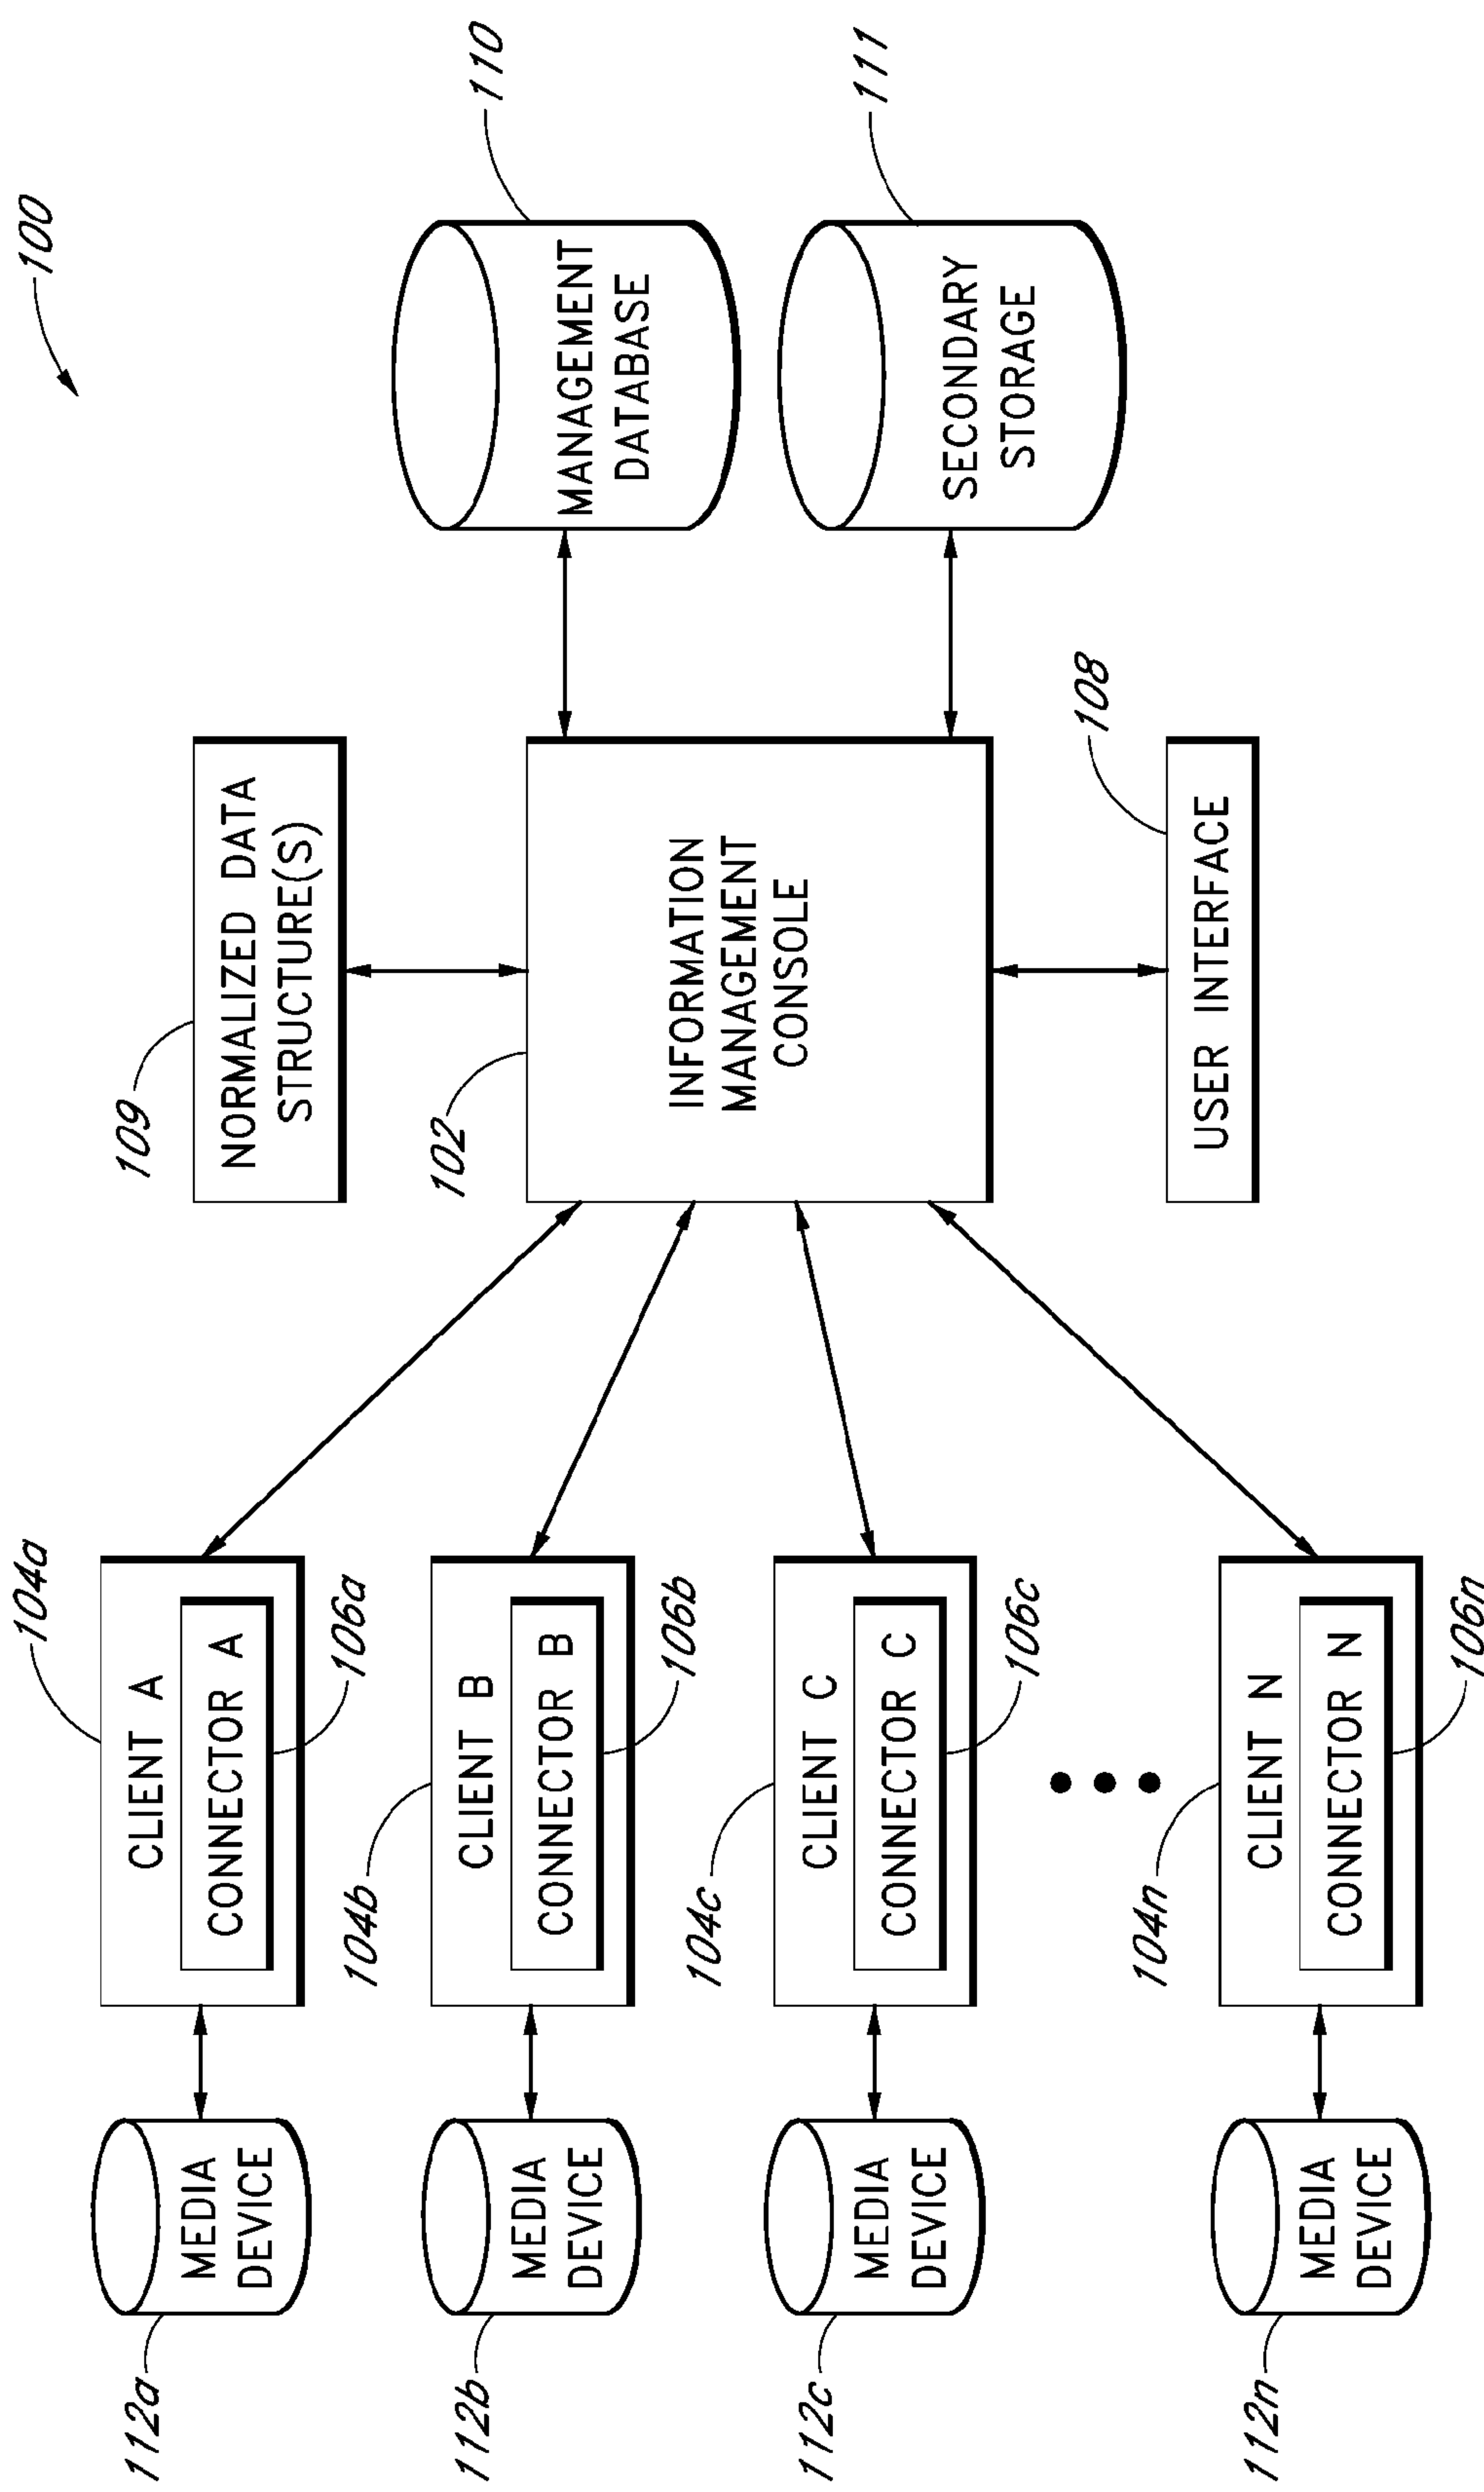 100
112a
MEDIA
DEVICE
104a
CLIENT A
CONNECTOR A
106a
112b
MEDIA
DEVICE
104b
CLIENT B
CONNECTOR B
106b
112c
MEDIA
DEVICE
104c
CLIENT C
CONNECTOR C
106c
112n
MEDIA
DEVICE
104n
CLIENT N
CONNECTOR N
106n
109
NORMALIZED DATA
STRUCTURE(S)
102
INFORMATION
MANAGEMENT
CONSOLE
108
USER INTERFACE
110
MANAGEMENT
DATABASE
111
SECONDARY
STORAGE